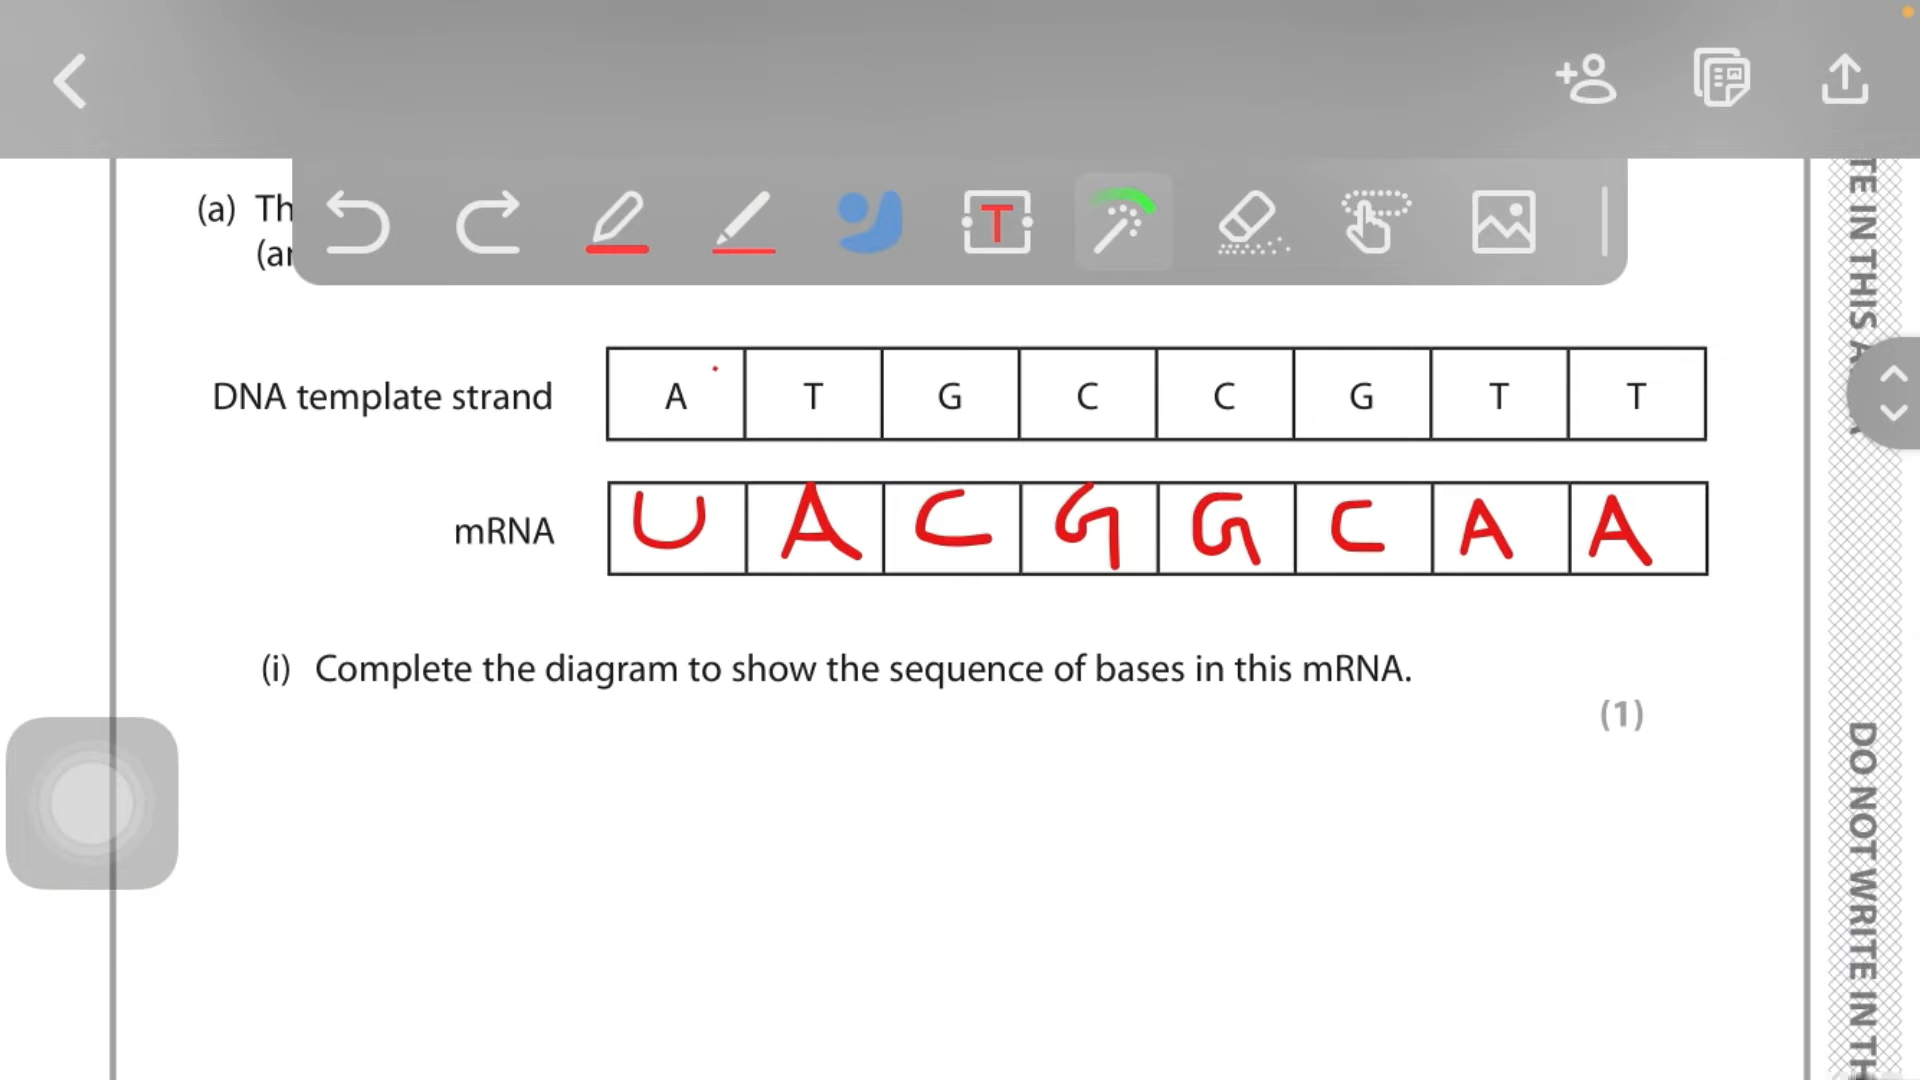 (a) Th
(ar
T
DNA template strand A T G C C G T T
mRNA U A C G G C A A
(i) Complete the diagram to show the sequence of bases in this mRNA.
(1)
TE IN THIS A
DO NOT WRITE IN TH